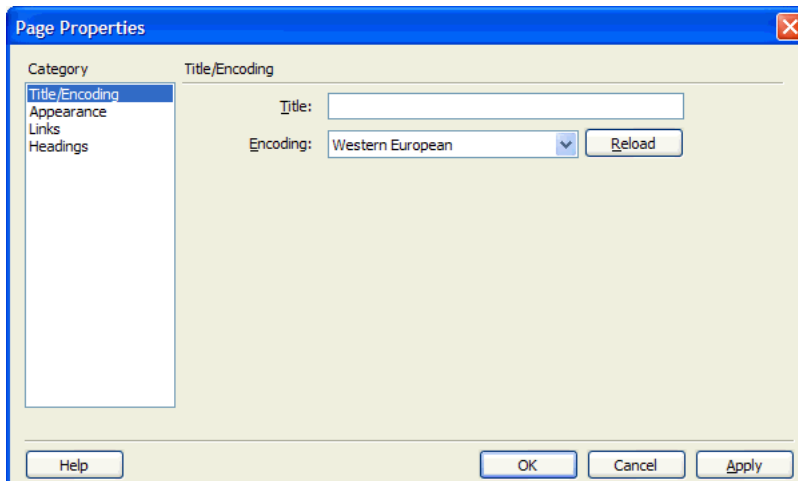 Page Properties
Category
Title/Encoding
Appearance
Links
Headings
Title/Encoding
Title:
Encoding: Western European Reload
Help OK Cancel Apply